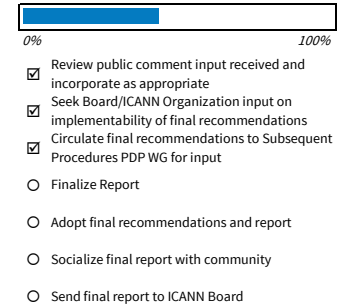 0% 100%
Review public comment input received and
incorporate as appropriate
Seek Board/ICANN Organization input on
implementability of final recommendations
Circulate final recommendations to Subsequent
Procedures PDP WG for input
Finalize Report
Adopt final recommendations and report
Socialize final report with community
Send final report to ICANN Board